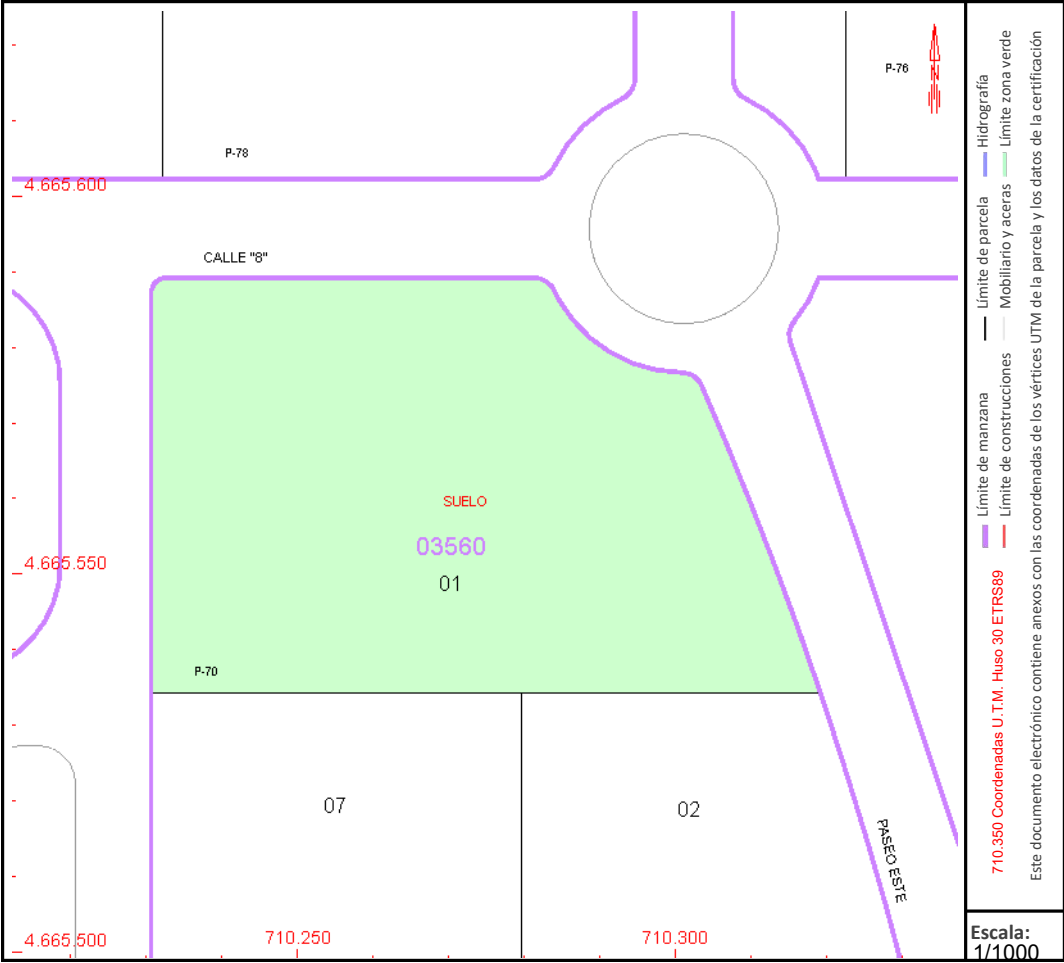 P-76
P-78
4.665.600
CALLE "8"
SUELO
03560
4.665.550
01
P-70
07
02
PASEO ESTE
4.665.500
710.250
710.300
N
Hidrografía
Límite zona verde
Límite de parcela
Mobiliario y aceras
Límite de manzana
Límite de construcciones
710.350 Coordenadas U.T.M. Huso 30 ETRS89
Este documento electrónico contiene anexos con las coordenadas de los vértices UTM de la parcela y los datos de la certificación
Escala:
1/1000